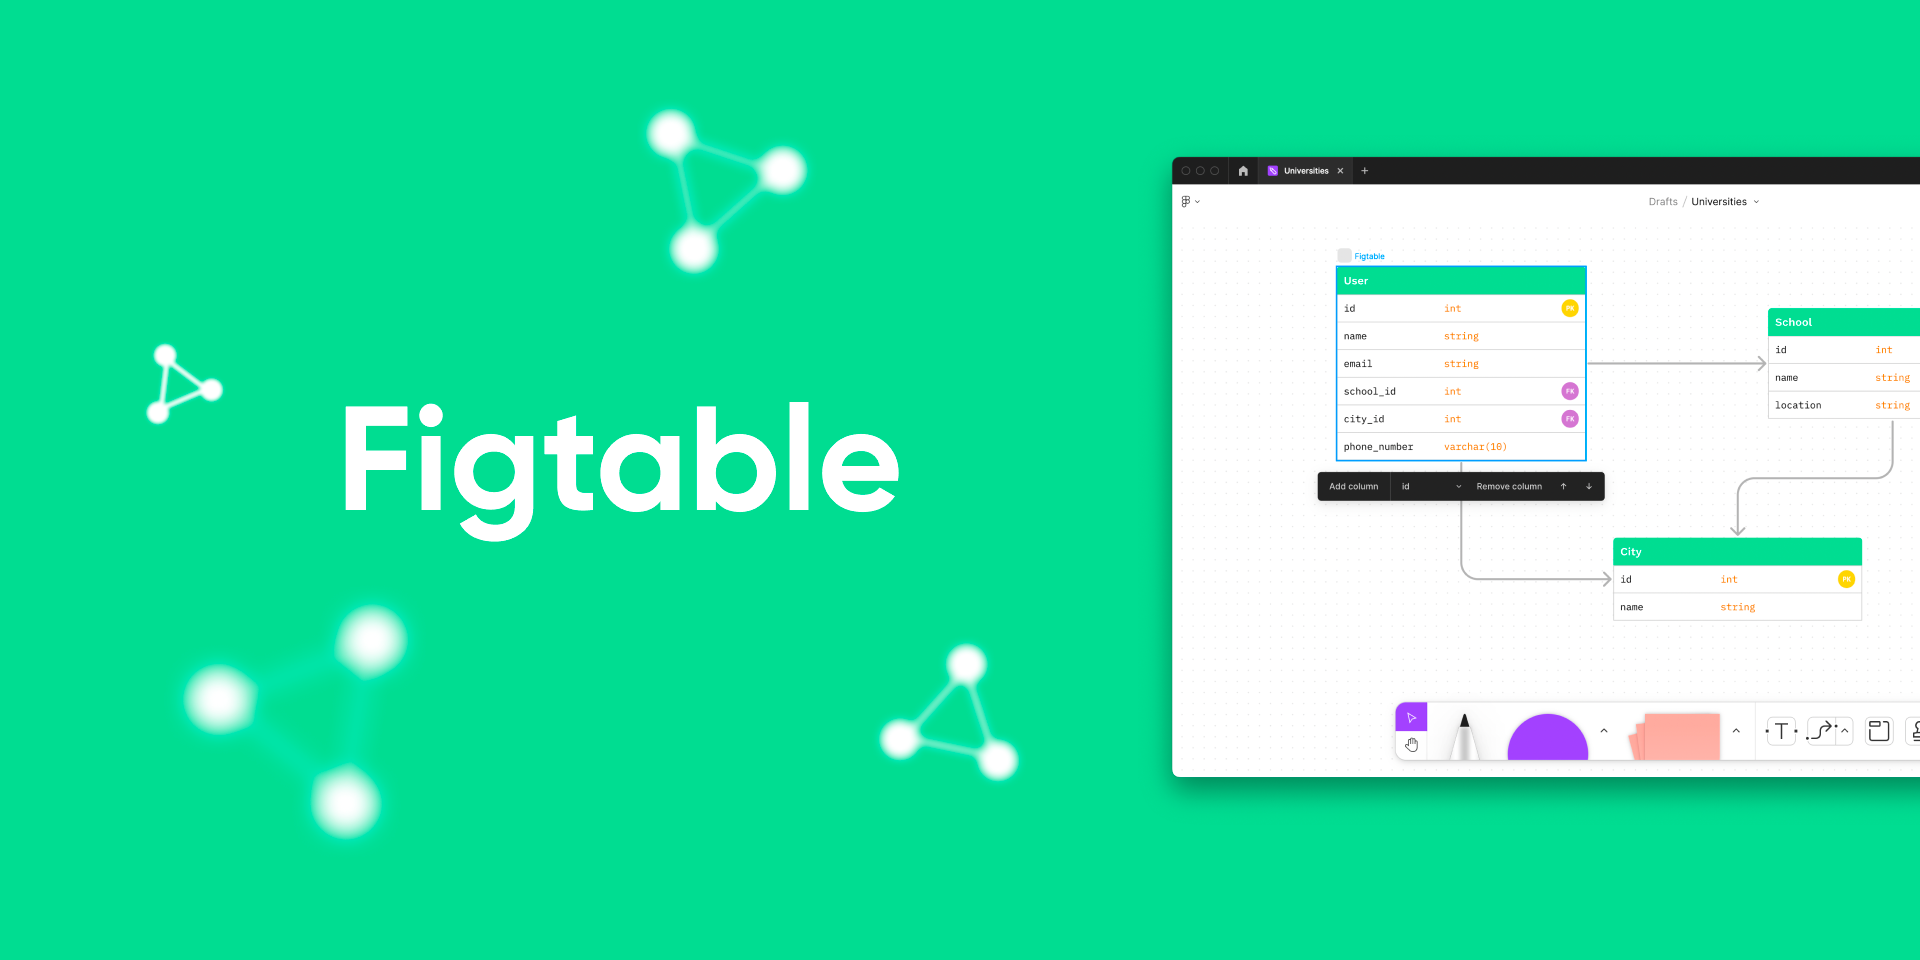 Figtable
Universities
Drafts / Universities
Figtable
User
id int PK
name string
email string
school_id int FK
city_id int FK
phone_number varchar(10)
Add column id Remove column
School
id int
name string
location string
City
id int PK
name string
T